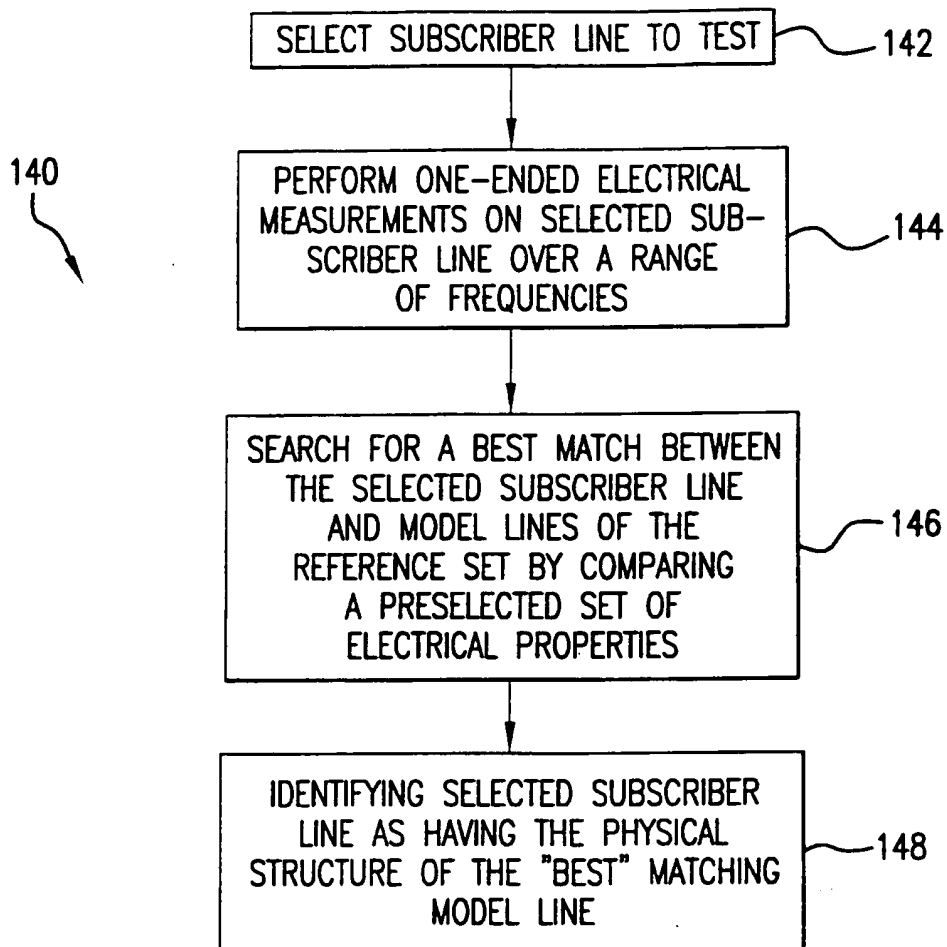 SELECT SUBSCRIBER LINE TO TEST
142
140
PERFORM ONE-ENDED ELECTRICAL
MEASUREMENTS ON SELECTED SUB-
SCRIBER LINE OVER A RANGE
OF FREQUENCIES
144
SEARCH FOR A BEST MATCH BETWEEN
THE SELECTED SUBSCRIBER LINE
AND MODEL LINES OF THE
REFERENCE SET BY COMPARING
A PRESELECTED SET OF
ELECTRICAL PROPERTIES
146
IDENTIFYING SELECTED SUBSCRIBER
LINE AS HAVING THE PHYSICAL
STRUCTURE OF THE "BEST" MATCHING
MODEL LINE
148